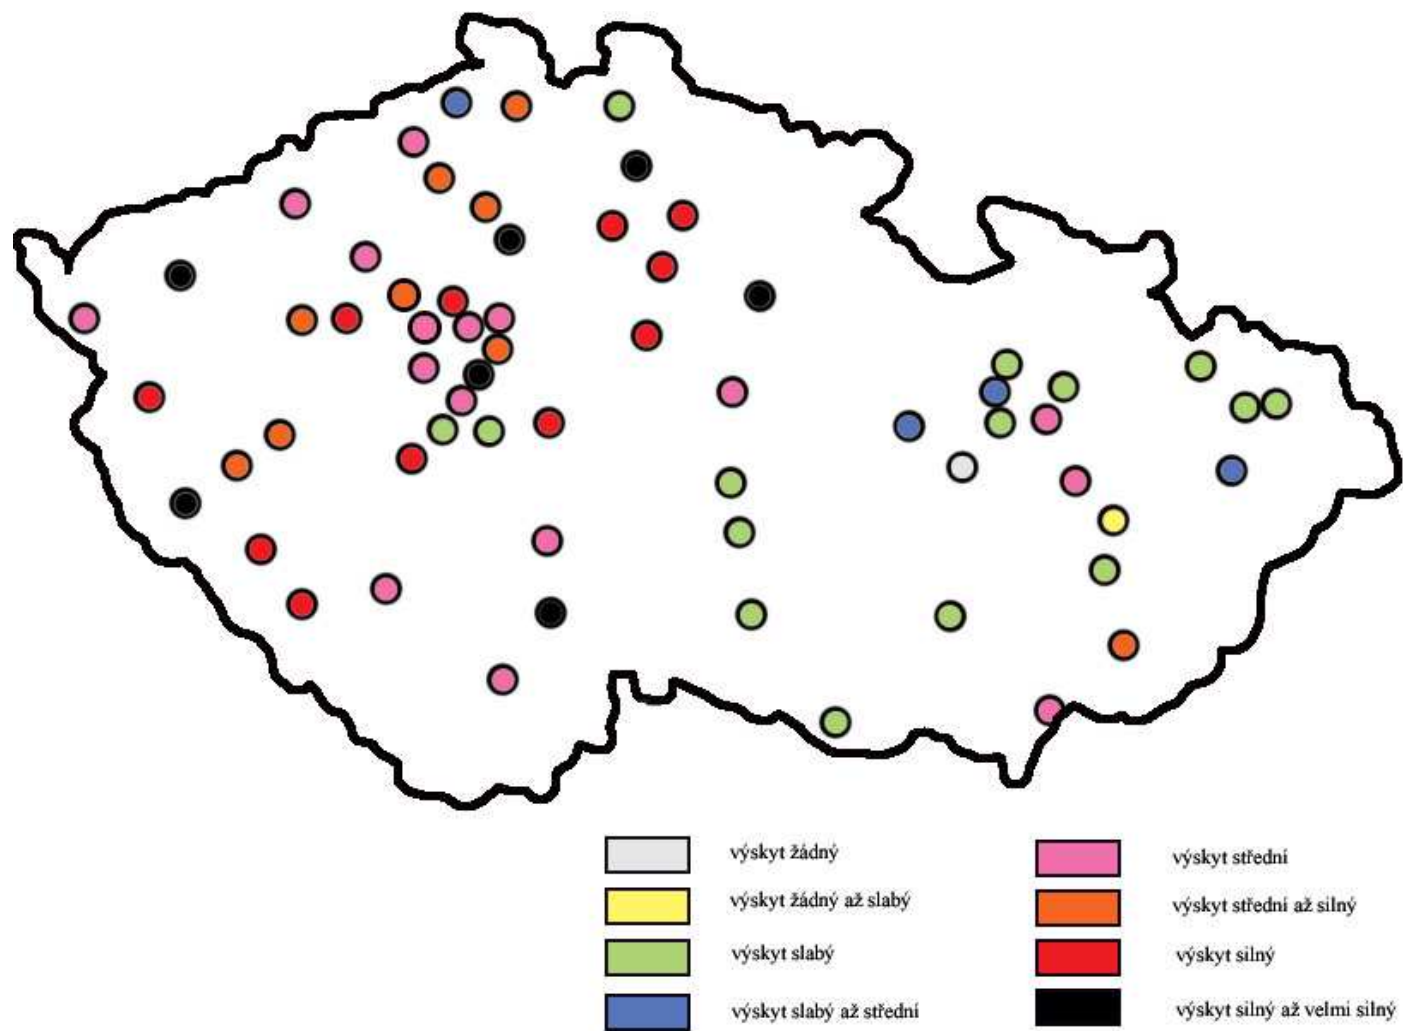 výskyt žádný
výskyt žádný až slabý
výskyt slabý
výskyt slabý až střední
výskyt střední
výskyt střední až silný
výskyt silný
výskyt silný až velmi silný